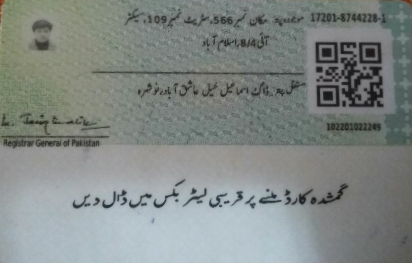 17201-8744228-1 موجودہ پتہ: مکان نمبر 566، سٹریٹ نمبر 109، سیکٹر
آئی 8/4، اسلام آباد
مستقل پتہ: ڈاگ اسماعیل خیل عاشق آباد، نوشہرہ
102201022249
Registrar General of Pakistan
گمشدہ کارڈ ملنے پر قریبی لیٹر بکس میں ڈال دیں